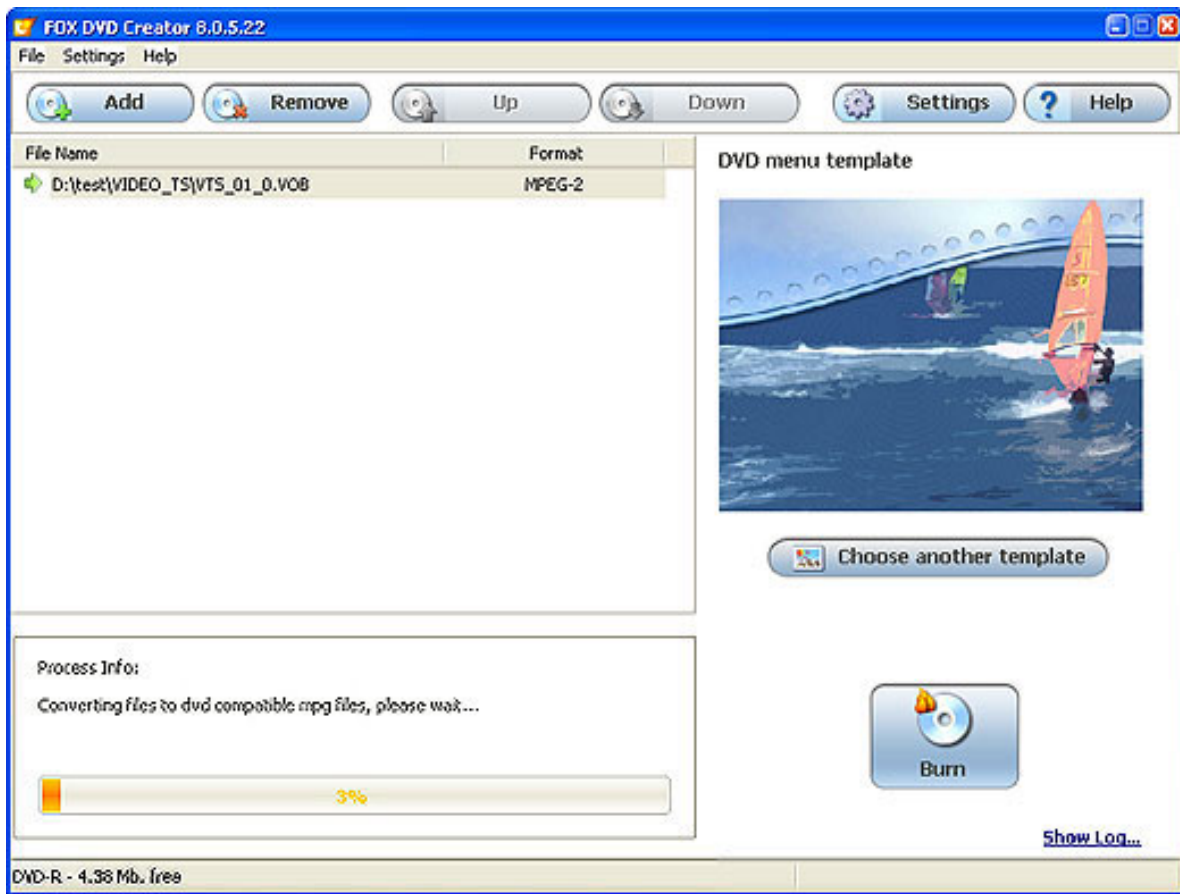 FOX DVD Creator 8.0.5.22
File Settings Help
Add Remove Up Down Settings Help
File Name Format
D:\test\VIDEO_TS\VTS_01_0.VOB MPEG-2
DVD menu template
Choose another template
Process Info:
Converting files to dvd compatible mpg files, please wait...
3%
Burn
Show Log...
DVD-R - 4.38 Mb. free